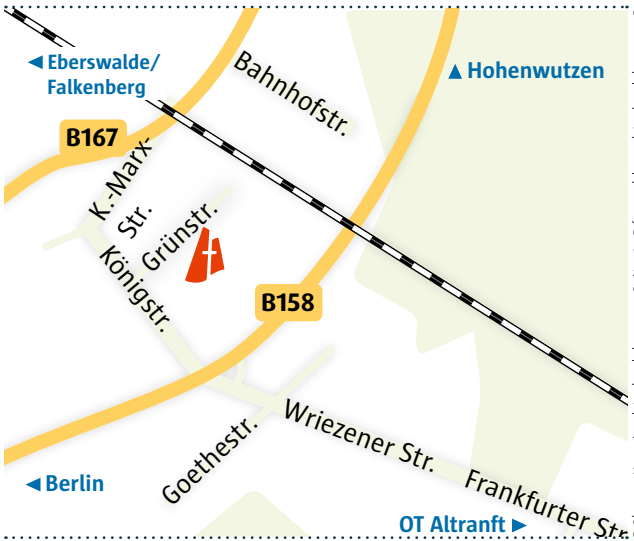 ◄ Eberswalde/
Falkenberg
Bahnhofstr.
▲ Hohenwutzen
B167
K.-Marx-
Str.
Grünstr.
Königstr.
B158
Goethestr.
Wriezener Str.
Frankfurter Str.
◄ Berlin
OT Altranft ►